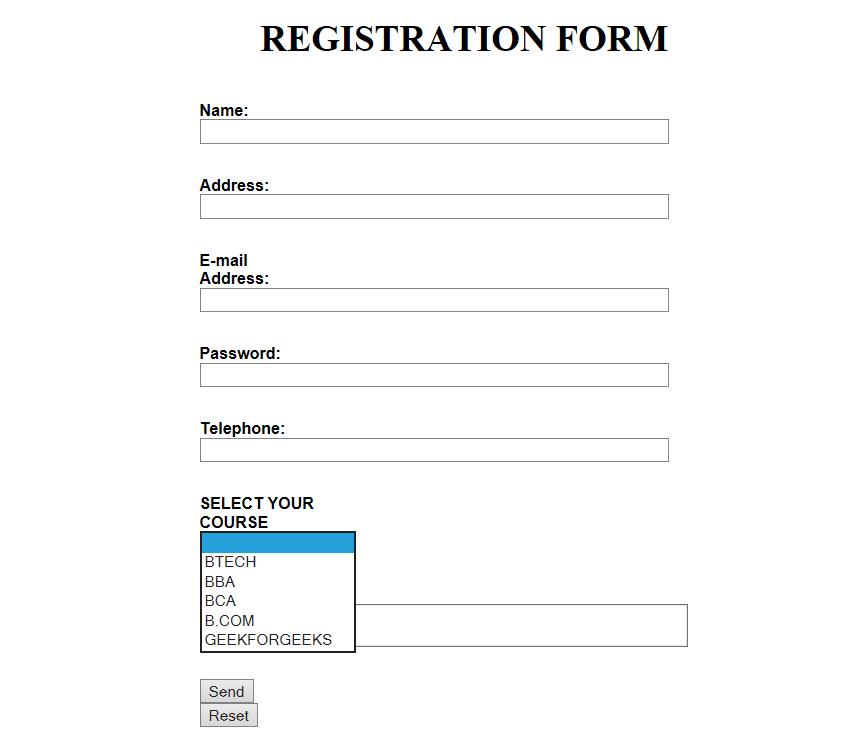 REGISTRATION FORM
Name:
Address:
E-mail
Address:
Password:
Telephone:
SELECT YOUR
COURSE
BTECH
BBA
BCA
B.COM
GEEKFORGEEKS
Send
Reset